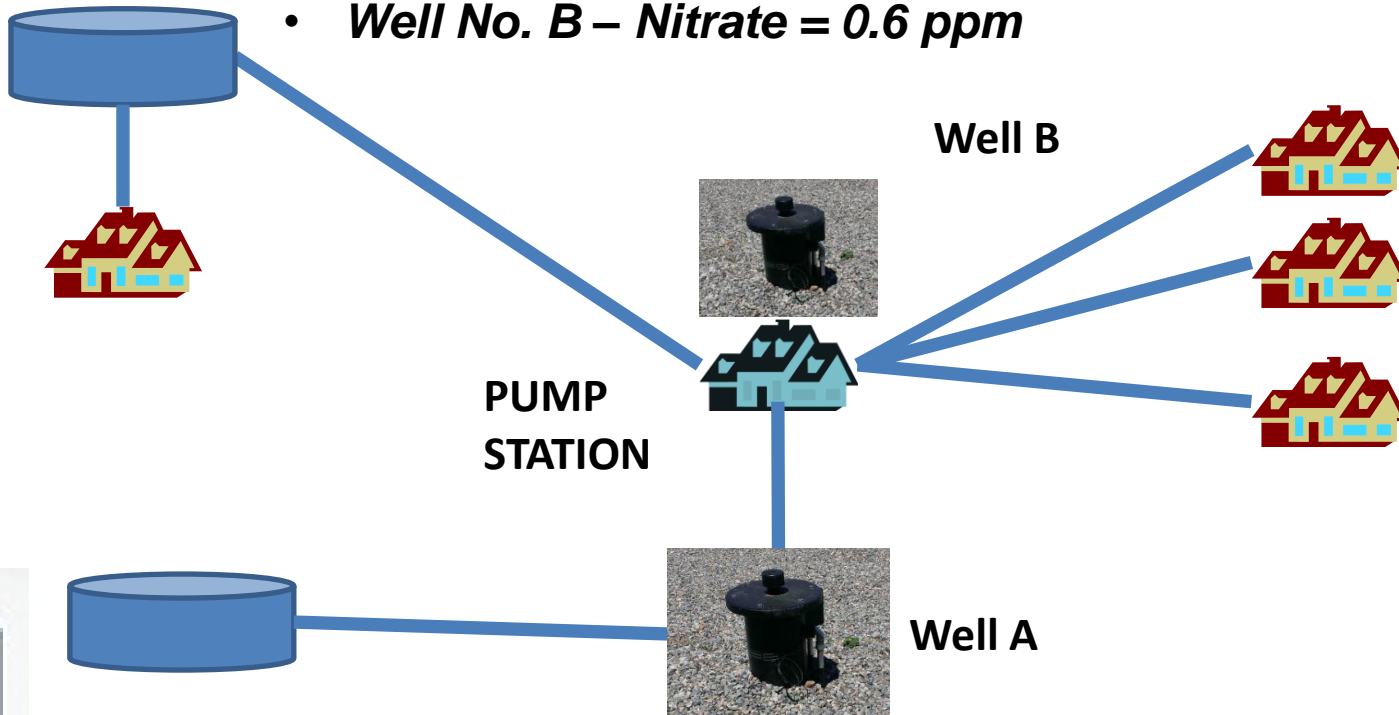 • Well No. B – Nitrate = 0.6 ppm
Well B
PUMP
STATION
Well A